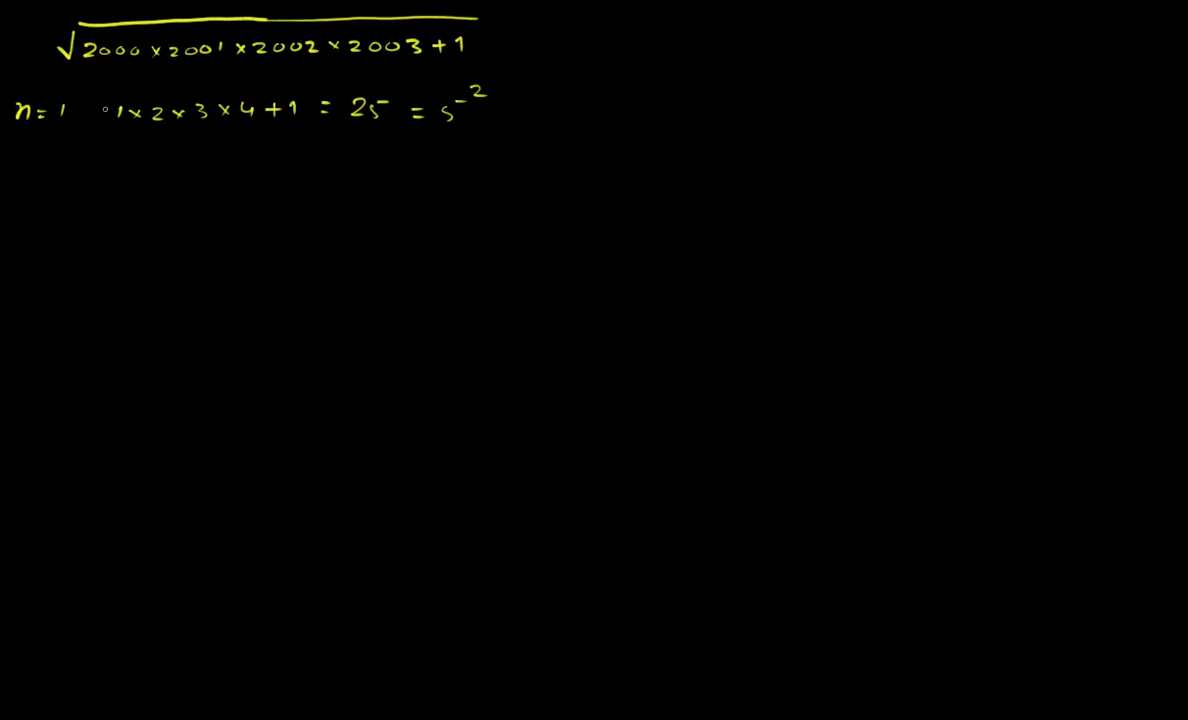 √2000 × 2001 × 2002 × 2003 + 1
n = 1 1 × 2 × 3 × 4 + 1 = 25 = 5²